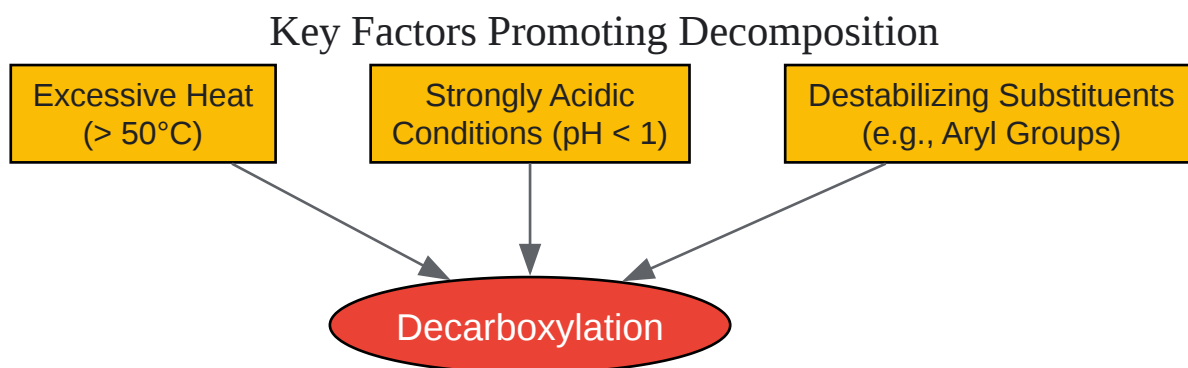 Key Factors Promoting Decomposition
Excessive Heat
(> 50°C)
Strongly Acidic
Conditions (pH < 1)
Destabilizing Substituents
(e.g., Aryl Groups)
Decarboxylation